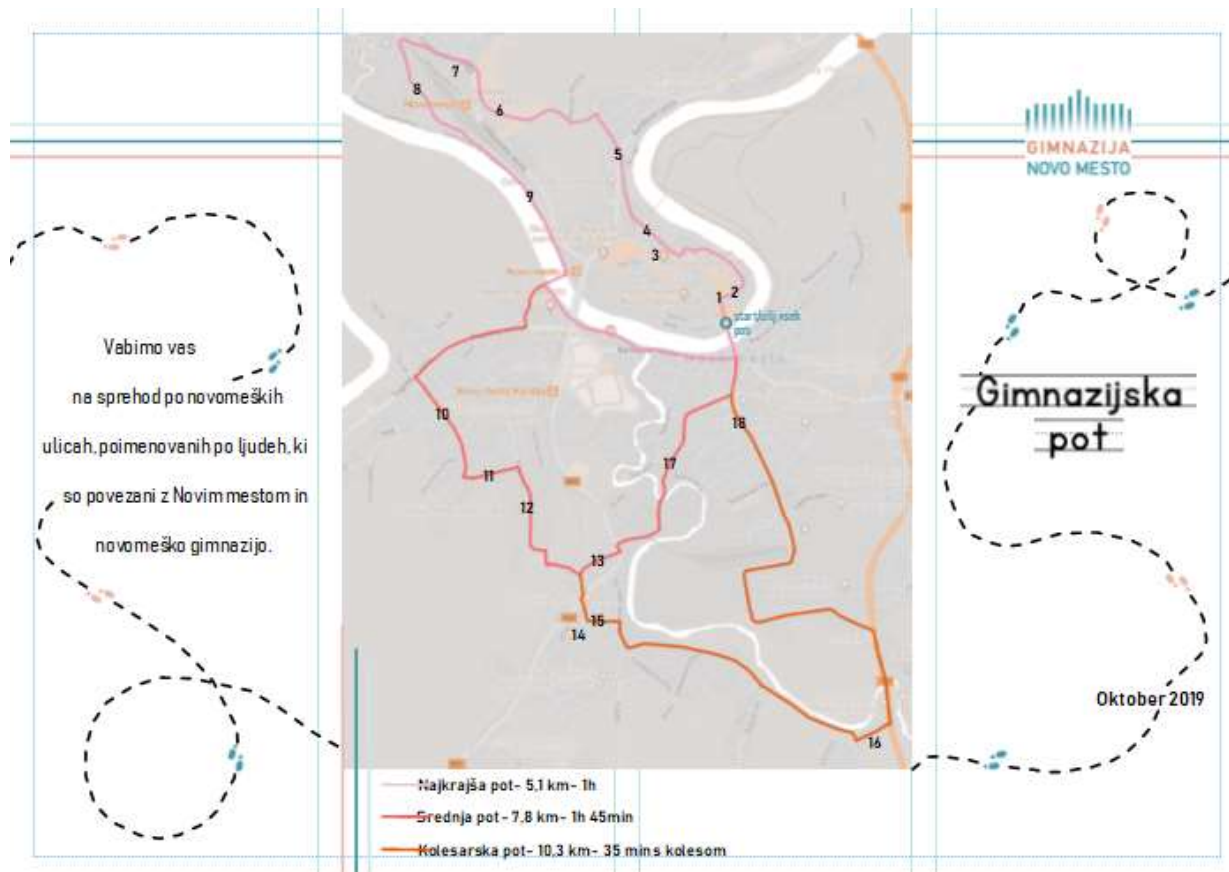 Vabimo vas
na sprehod po novomeških
ulicah, poimenovanih po ljudeh, ki
so povezani z Novim mestom in
novomeško gimnazijo.
7
8
6
5
9
4
3
2
1
10
18
17
11
12
13
15
14
16
Najkrajša pot- 5,1 km- 1h
Srednja pot- 7,8 km- 1h 45min
Kolesarska pot- 10,3 km- 35 min s kolesom
GIMNAZIJA
NOVO MESTO
Gimnazijska
pot
Oktober 2019